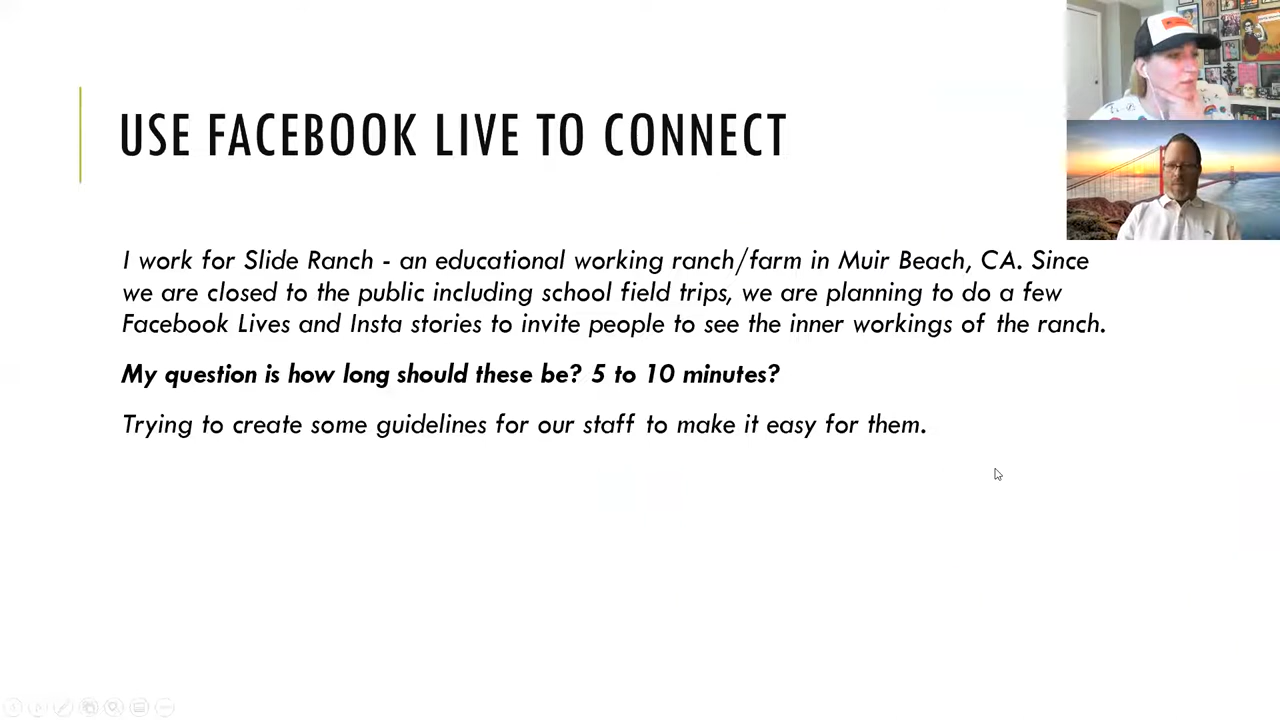 USE FACEBOOK LIVE TO CONNECT
I work for Slide Ranch - an educational working ranch/farm in Muir Beach, CA. Since
we are closed to the public including school field trips, we are planning to do a few
Facebook Lives and Insta stories to invite people to see the inner workings of the ranch.
My question is how long should these be? 5 to 10 minutes?
Trying to create some guidelines for our staff to make it easy for them.